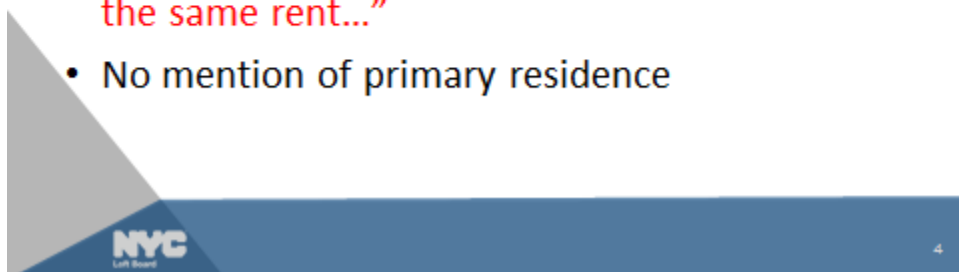 the same rent…”
• No mention of primary residence
NYC
Loft Board
4